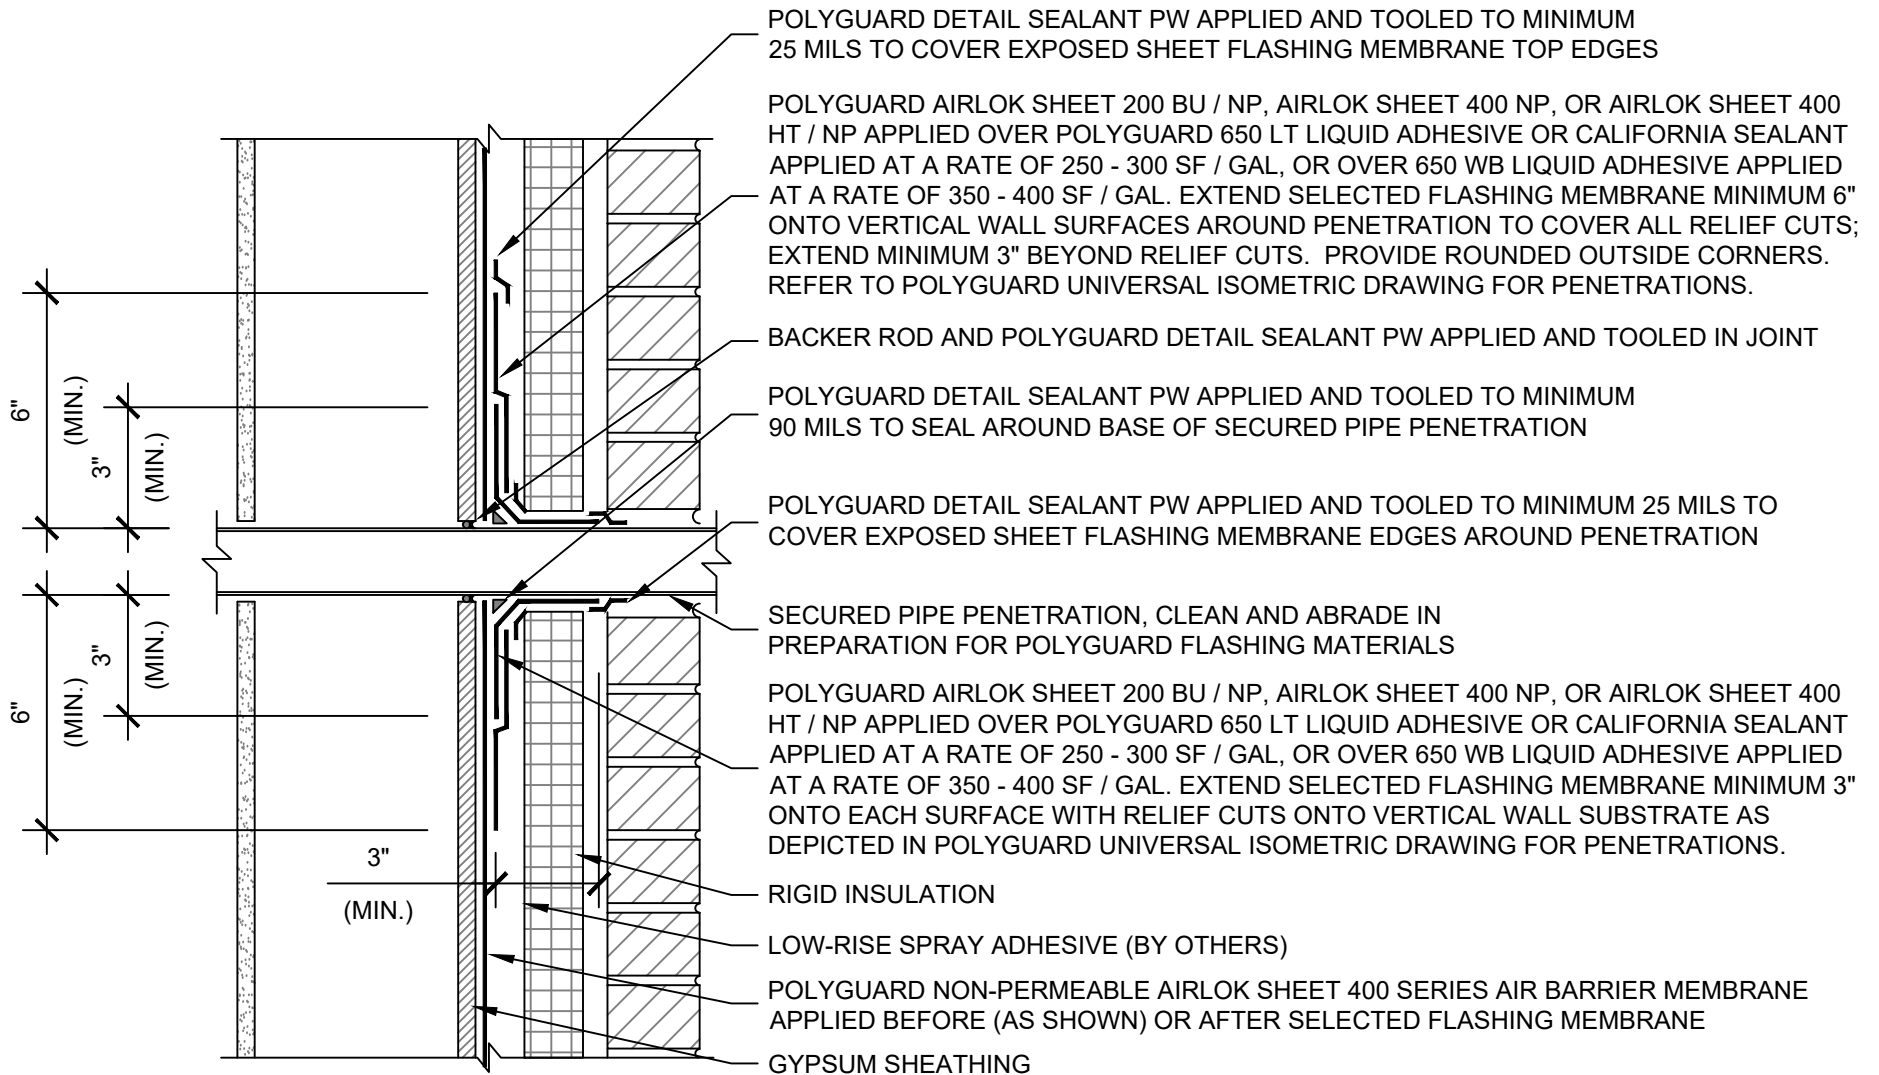 POLYGUARD DETAIL SEALANT PW APPLIED AND TOOLED TO MINIMUM
25 MILS TO COVER EXPOSED SHEET FLASHING MEMBRANE TOP EDGES
POLYGUARD AIRLOK SHEET 200 BU / NP, AIRLOK SHEET 400 NP, OR AIRLOK SHEET 400
HT / NP APPLIED OVER POLYGUARD 650 LT LIQUID ADHESIVE OR CALIFORNIA SEALANT
APPLIED AT A RATE OF 250 - 300 SF / GAL, OR OVER 650 WB LIQUID ADHESIVE APPLIED
AT A RATE OF 350 - 400 SF / GAL. EXTEND SELECTED FLASHING MEMBRANE MINIMUM 6"
ONTO VERTICAL WALL SURFACES AROUND PENETRATION TO COVER ALL RELIEF CUTS;
EXTEND MINIMUM 3" BEYOND RELIEF CUTS. PROVIDE ROUNDED OUTSIDE CORNERS.
REFER TO POLYGUARD UNIVERSAL ISOMETRIC DRAWING FOR PENETRATIONS.
BACKER ROD AND POLYGUARD DETAIL SEALANT PW APPLIED AND TOOLED IN JOINT
POLYGUARD DETAIL SEALANT PW APPLIED AND TOOLED TO MINIMUM
90 MILS TO SEAL AROUND BASE OF SECURED PIPE PENETRATION
POLYGUARD DETAIL SEALANT PW APPLIED AND TOOLED TO MINIMUM 25 MILS TO
COVER EXPOSED SHEET FLASHING MEMBRANE EDGES AROUND PENETRATION
SECURED PIPE PENETRATION, CLEAN AND ABRADE IN
PREPARATION FOR POLYGUARD FLASHING MATERIALS
POLYGUARD AIRLOK SHEET 200 BU / NP, AIRLOK SHEET 400 NP, OR AIRLOK SHEET 400
HT / NP APPLIED OVER POLYGUARD 650 LT LIQUID ADHESIVE OR CALIFORNIA SEALANT
APPLIED AT A RATE OF 250 - 300 SF / GAL, OR OVER 650 WB LIQUID ADHESIVE APPLIED
AT A RATE OF 350 - 400 SF / GAL. EXTEND SELECTED FLASHING MEMBRANE MINIMUM 3"
ONTO EACH SURFACE WITH RELIEF CUTS ONTO VERTICAL WALL SUBSTRATE AS
DEPICTED IN POLYGUARD UNIVERSAL ISOMETRIC DRAWING FOR PENETRATIONS.
RIGID INSULATION
LOW-RISE SPRAY ADHESIVE (BY OTHERS)
POLYGUARD NON-PERMEABLE AIRLOK SHEET 400 SERIES AIR BARRIER MEMBRANE
APPLIED BEFORE (AS SHOWN) OR AFTER SELECTED FLASHING MEMBRANE
GYPSUM SHEATHING
6"
(MIN.)
3"
(MIN.)
3"
(MIN.)
6"
(MIN.)
3"
(MIN.)